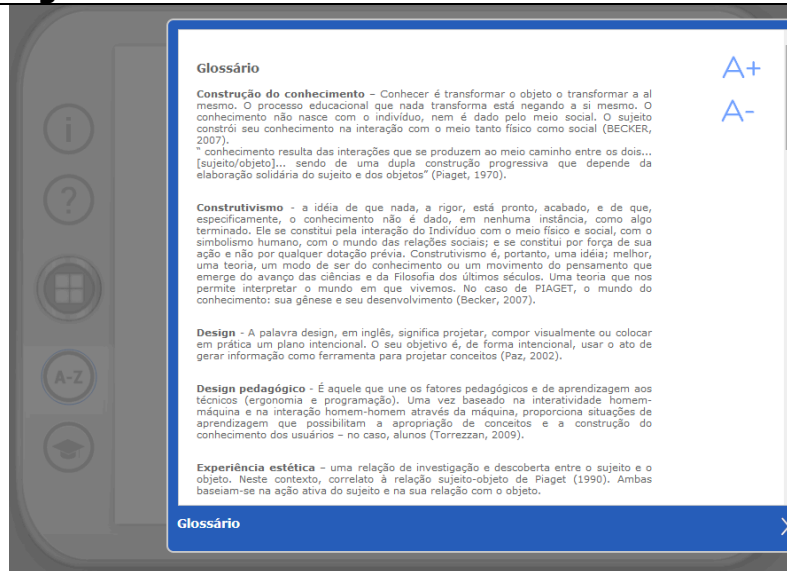 Glossário
A+
A-
Construção do conhecimento – Conhecer é transformar o objeto o transformar a al
mesmo. O processo educacional que nada transforma está negando a si mesmo. O
conhecimento não nasce com o indivíduo, nem é dado pelo meio social. O sujeito
constrói seu conhecimento na interação com o meio tanto físico como social (BECKER,
2007).
" conhecimento resulta das interações que se produzem ao meio caminho entre os dois...
[sujeito/objeto]... sendo de uma dupla construção progressiva que depende da
elaboração solidária do sujeito e dos objetos” (Piaget, 1970).
Construtivismo - a idéia de que nada, a rigor, está pronto, acabado, e de que,
especificamente, o conhecimento não é dado, em nenhuma instância, como algo
terminado. Ele se constitui pela interação do Indivíduo com o meio físico e social, com o
simbolismo humano, com o mundo das relações sociais; e se constitui por força de sua
ação e não por qualquer dotação prévia. Construtivismo é, portanto, uma idéia; melhor,
uma teoria, um modo de ser do conhecimento ou um movimento do pensamento que
emerge do avanço das ciências e da Filosofia dos últimos séculos. Uma teoria que nos
permite interpretar o mundo em que vivemos. No caso de PIAGET, o mundo do
conhecimento: sua gênese e seu desenvolvimento (Becker, 2007).
Design - A palavra design, em inglês, significa projetar, compor visualmente ou colocar
em prática um plano intencional. O seu objetivo é, de forma intencional, usar o ato de
gerar informação como ferramenta para projetar conceitos (Paz, 2002).
Design pedagógico - É aquele que une os fatores pedagógicos e de aprendizagem aos
técnicos (ergonomia e programação). Uma vez baseado na interatividade homem-
máquina e na interação homem-homem através da máquina, proporciona situações de
aprendizagem que possibilitam a apropriação de conceitos e a construção do
conhecimento dos usuários – no caso, alunos (Torrezzan, 2009).
Experiência estética – uma relação de investigação e descoberta entre o sujeito e o
objeto. Neste contexto, correlato à relação sujeito-objeto de Piaget (1990). Ambas
baseiam-se na ação ativa do sujeito e na sua relação com o objeto.
Glossário
i
?
A-Z